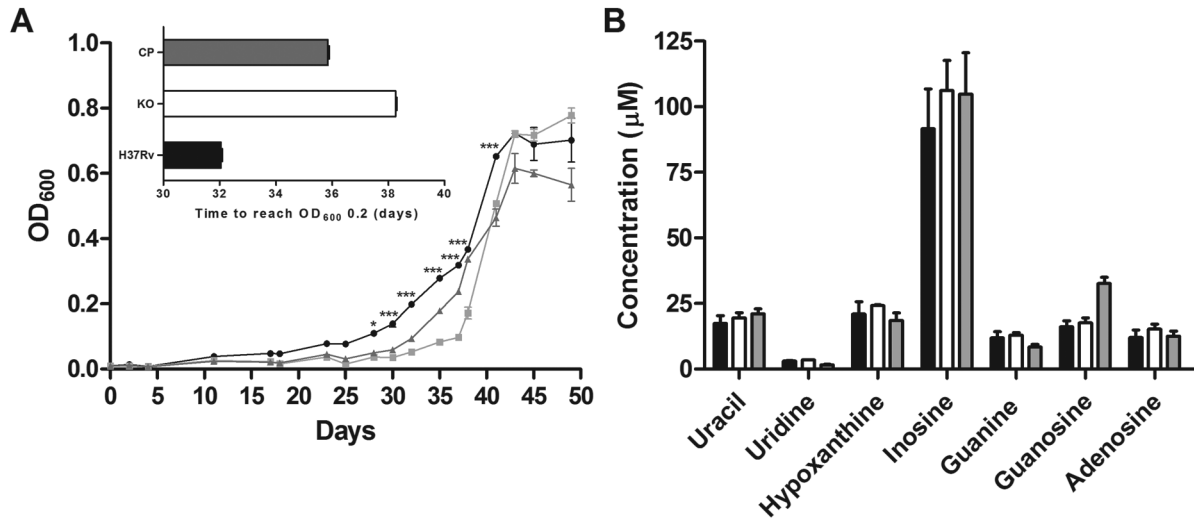 A
1.0
0.8
0.6
0.4
0.2
0.0
OD600
0 5 10 15 20 25 30 35 40 45 50
Days
CP
KO
H37Rv
30 32 34 36 38 40
Time to reach OD600 0.2 (days)
*
***
***
***
***
***
***
B
125
100
75
50
25
0
Concentration (μM)
Uracil
Uridine
Hypoxanthine
Inosine
Guanine
Guanosine
Adenosine